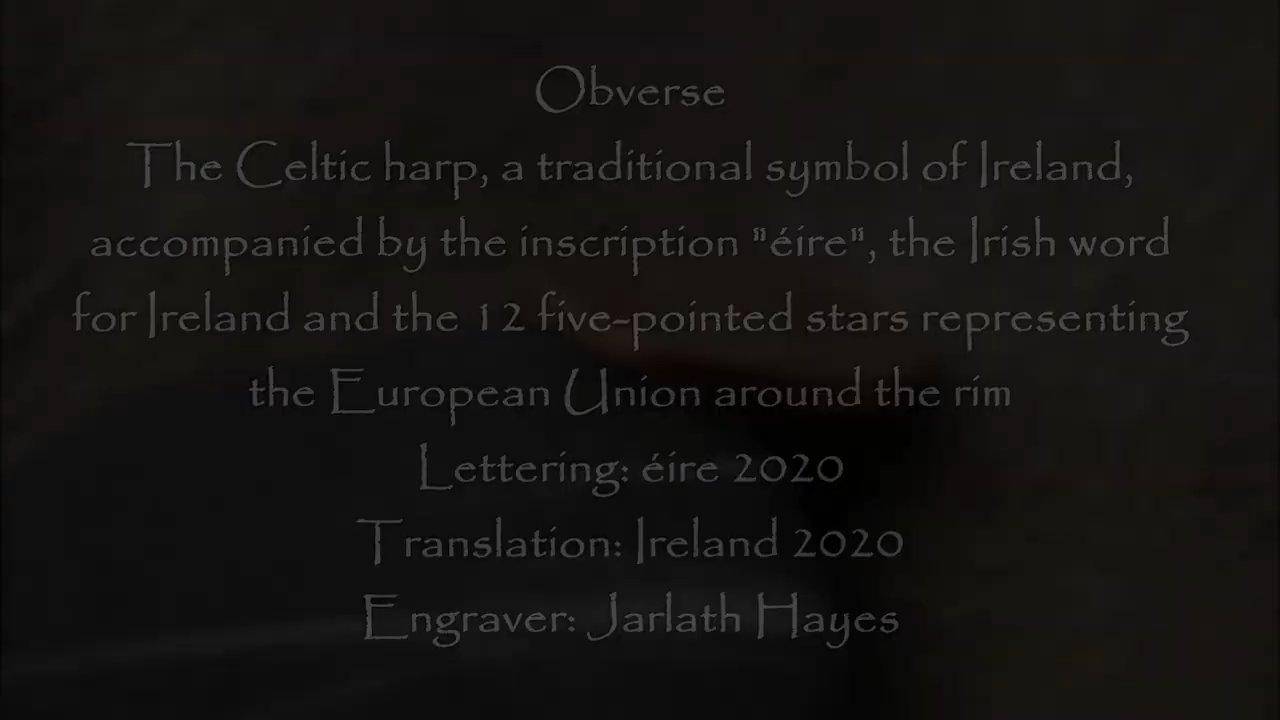 Obverse
The Celtic harp, a traditional symbol of Ireland,
accompanied by the inscription "éire", the Irish word
for Ireland and the 12 five-pointed stars representing
the European Union around the rim
Lettering: éire 2020
Translation: Ireland 2020
Engraver: Jarlath Hayes